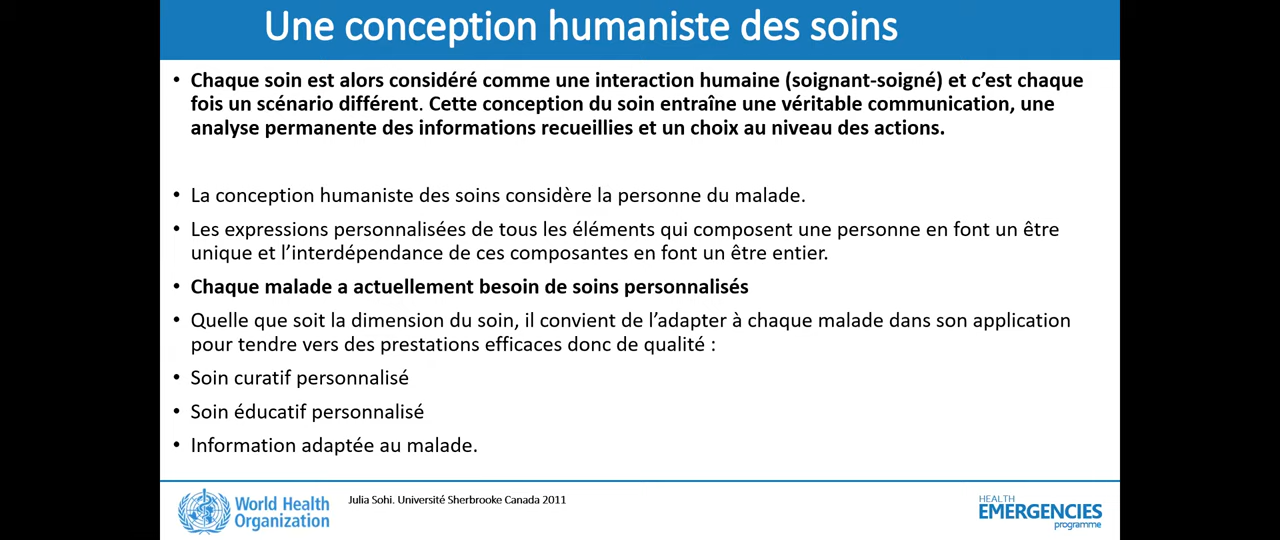 Une conception humaniste des soins
• Chaque soin est alors considéré comme une interaction humaine (soignant-soigné) et c’est chaque
fois un scénario différent. Cette conception du soin entraîne une véritable communication, une
analyse permanente des informations recueillies et un choix au niveau des actions.
• La conception humaniste des soins considère la personne du malade.
• Les expressions personnalisées de tous les éléments qui composent une personne en font un être
unique et l’interdépendance de ces composantes en font un être entier.
• Chaque malade a actuellement besoin de soins personnalisés
• Quelle que soit la dimension du soin, il convient de l’adapter à chaque malade dans son application
pour tendre vers des prestations efficaces donc de qualité :
• Soin curatif personnalisé
• Soin éducatif personnalisé
• Information adaptée au malade.
World Health
Organization
Julia Sohi. Université Sherbrooke Canada 2011
HEALTH
EMERGENCIES
programme